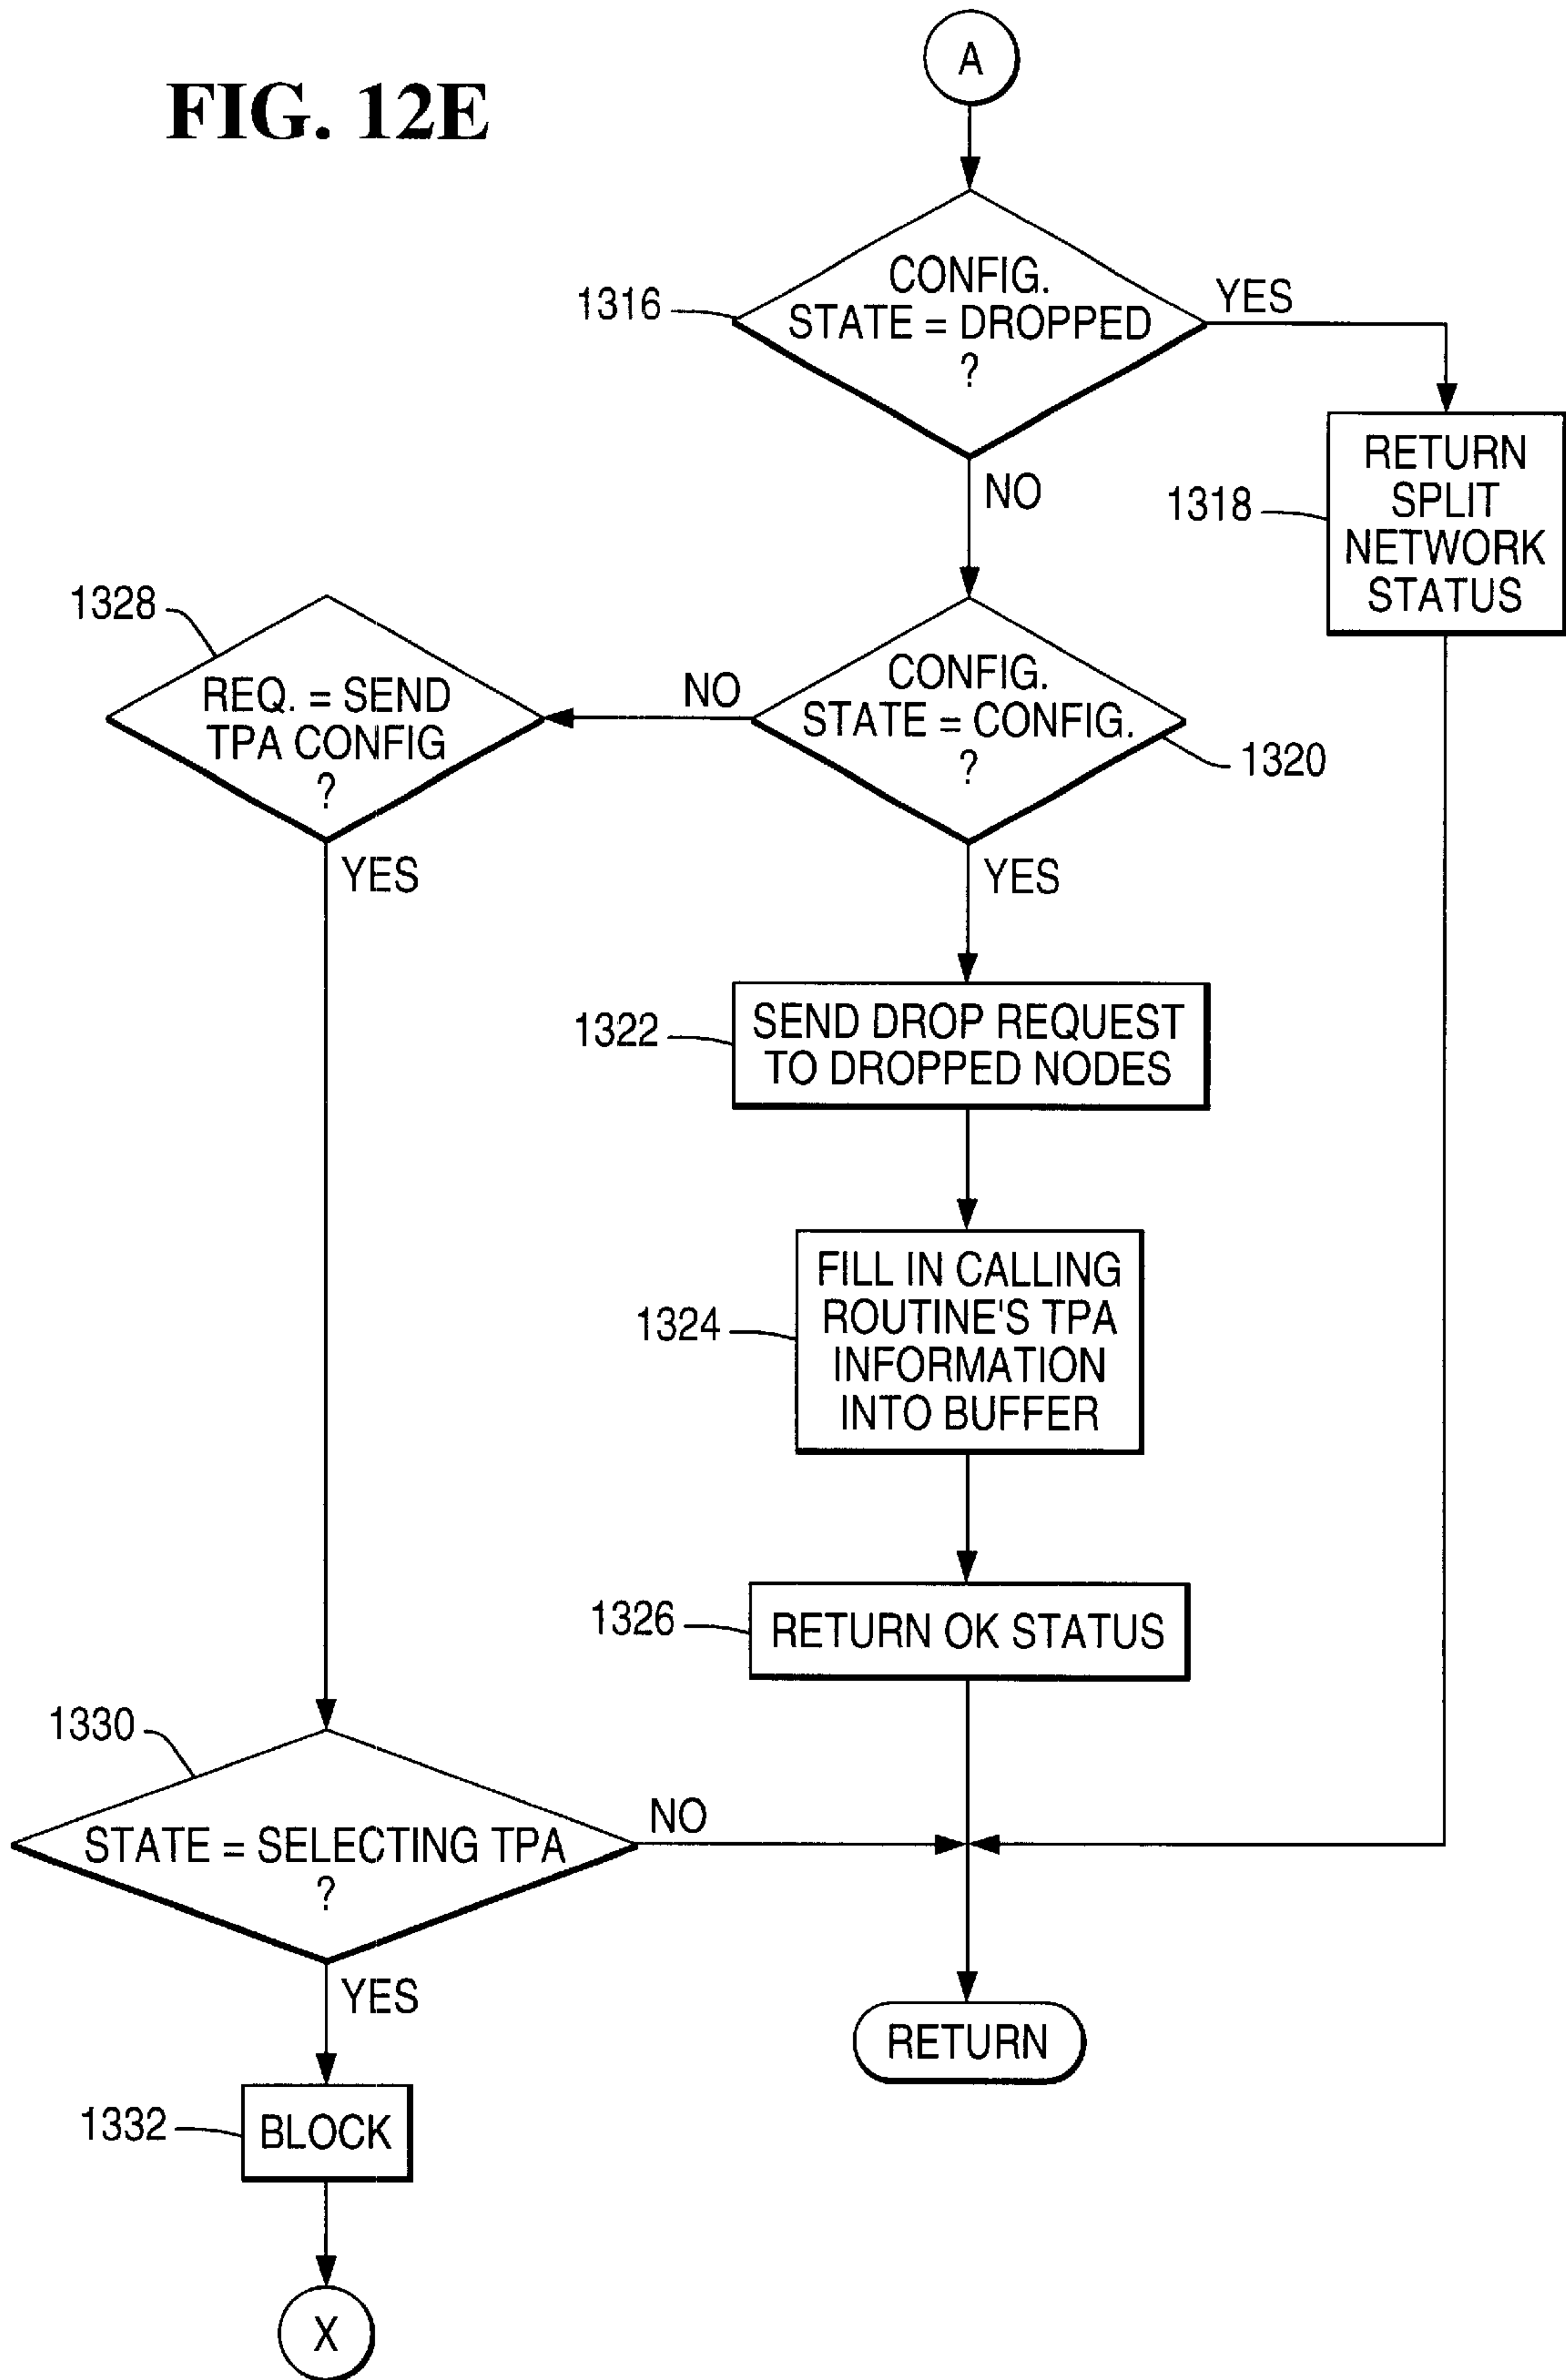 FIG. 12E
A
CONFIG.
STATE = DROPPED
?
1316
YES
NO
RETURN
SPLIT
NETWORK
STATUS
1318
1328
REQ. = SEND
TPA CONFIG
?
NO
CONFIG.
STATE = CONFIG.
?
1320
YES
YES
1322
SEND DROP REQUEST
TO DROPPED NODES
1324
FILL IN CALLING
ROUTINE'S TPA
INFORMATION
INTO BUFFER
1326
RETURN OK STATUS
1330
STATE = SELECTING TPA
?
NO
YES
RETURN
1332
BLOCK
X